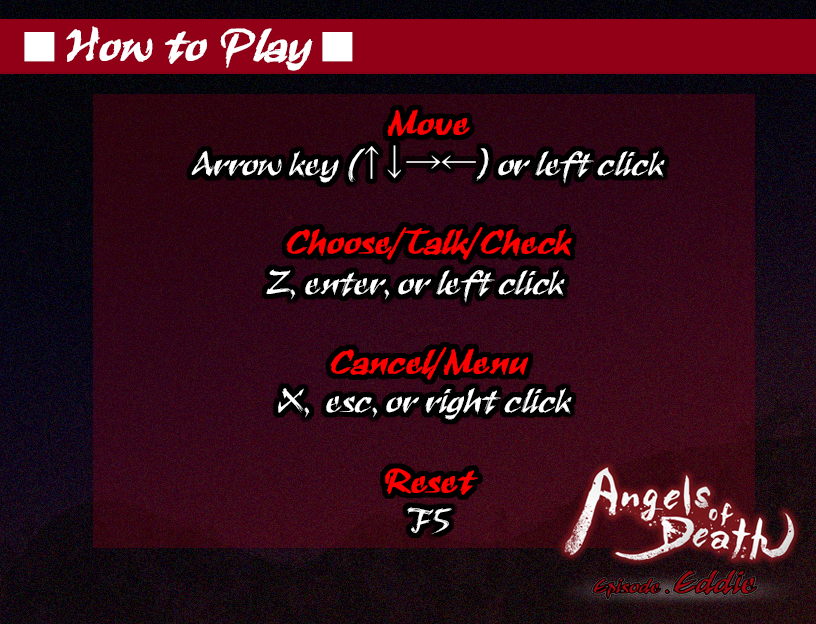 ■ How to Play ■
Move
Arrow key (↑↓→←) or left click
Choose/Talk/Check
Z, enter, or left click
Cancel/Menu
X, esc, or right click
Reset
F5
Angels of Death
Episode . Eddie